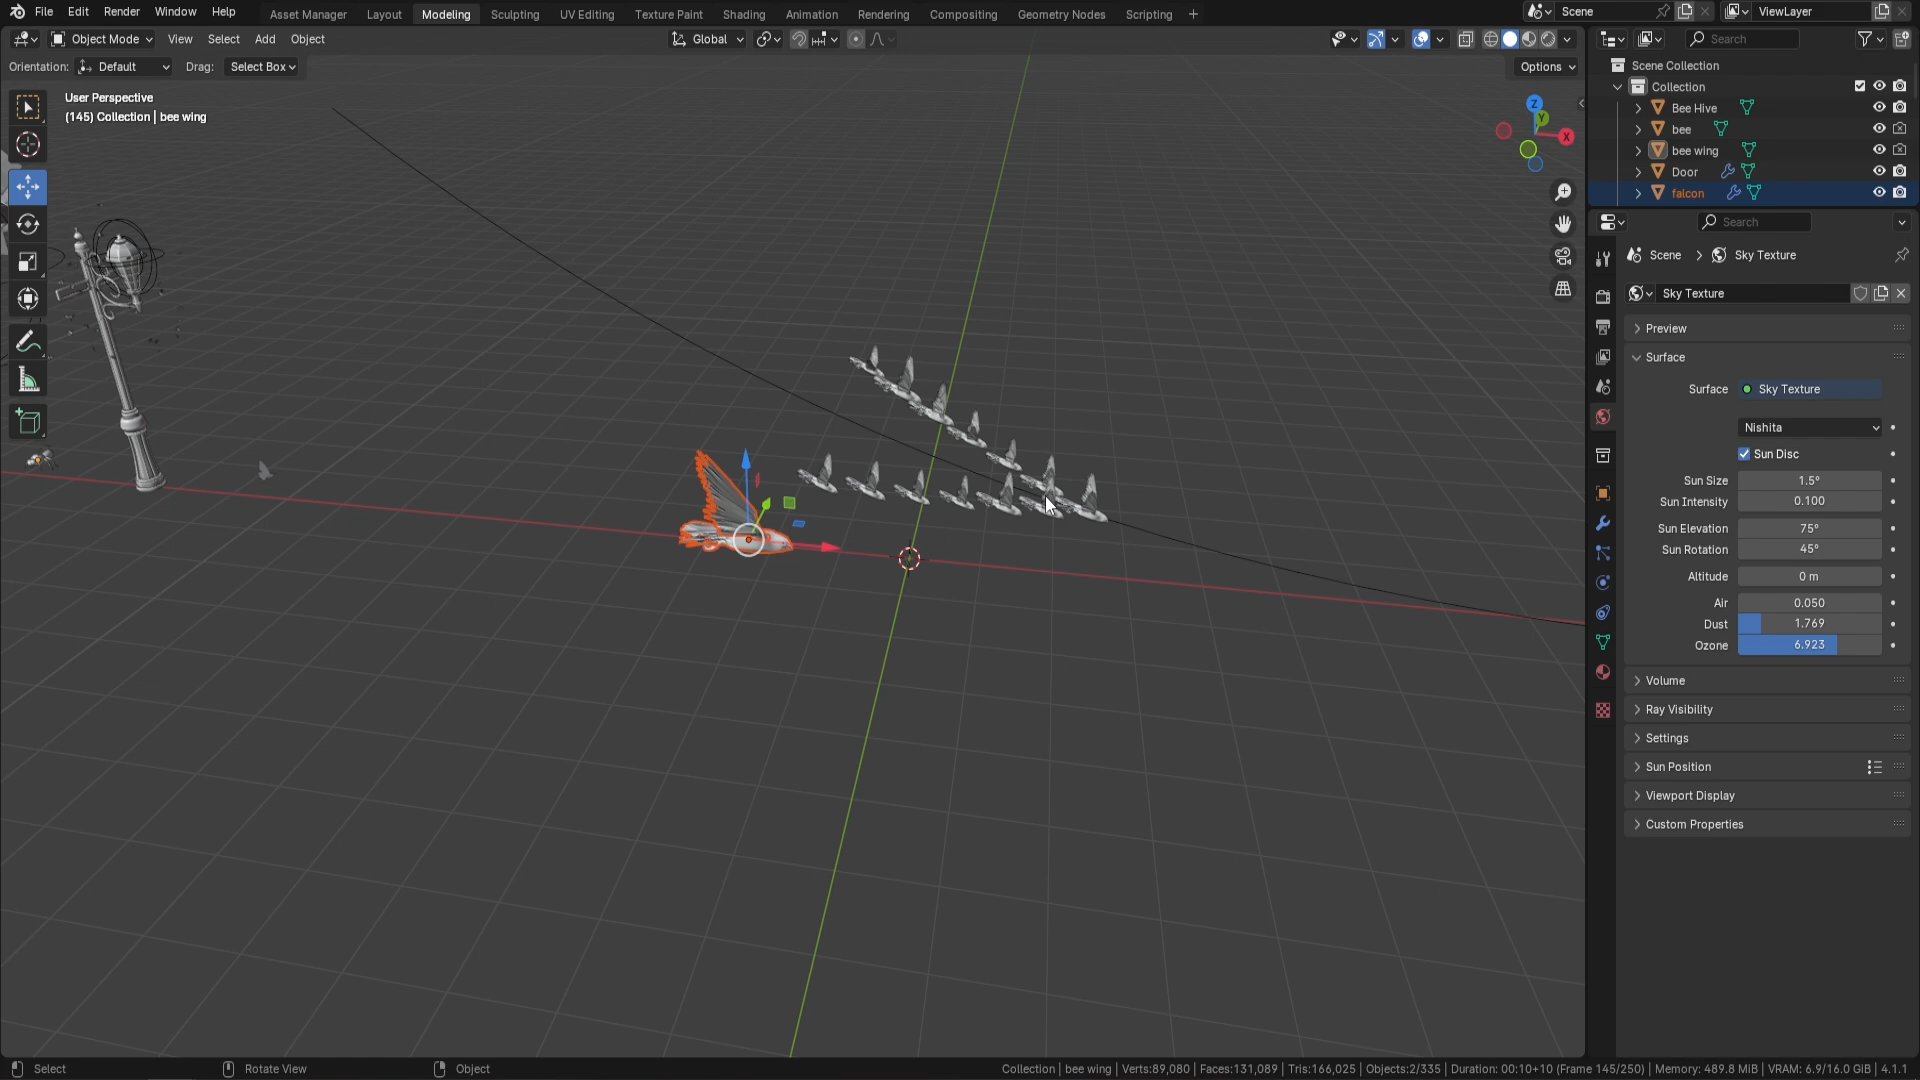 File Edit Render Window Help Asset Manager Layout Modeling Sculpting UV Editing Texture Paint Shading Animation Rendering Compositing Geometry Nodes Scripting + Scene ViewLayer
Object Mode View Select Add Object Global Search
Orientation: Default Drag: Select Box Options
User Perspective
(145) Collection | bee wing
Z
Y
X
Scene Collection
Collection
Bee Hive
bee
bee wing
Door
falcon
Search
Scene > Sky Texture
Sky Texture
Preview
Surface
Surface Sky Texture
Nishita
Sun Disc
Sun Size 1.5°
Sun Intensity 0.100
Sun Elevation 75°
Sun Rotation 45°
Altitude 0 m
Air 0.050
Dust 1.769
Ozone 6.923
Volume
Ray Visibility
Settings
Sun Position
Viewport Display
Custom Properties
Select Rotate View Object Collection | bee wing | Verts:89,080 | Faces:131,089 | Tris:166,025 | Objects:2/335 | Duration: 00:10+10 (Frame 145/250) | Memory: 489.8 MiB | VRAM: 6.9/16.0 GiB | 4.1.1